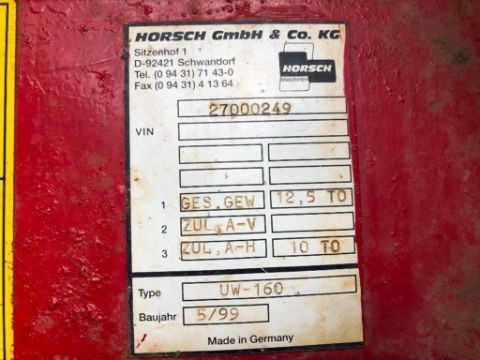 HORSCH GmbH & Co. KG
Sitzenhof 1
D-92421 Schwandorf
Tel. (0 94 31) 71 43-0
Fax (0 94 31) 4 13 64
HORSCH
Maschinen
27000249
VIN
1 GES.GEW 12,5 TO
2 ZUL,A-V
3 ZUL,A-H 10 TO
Type UW-160
Baujahr 5/99
Made in Germany